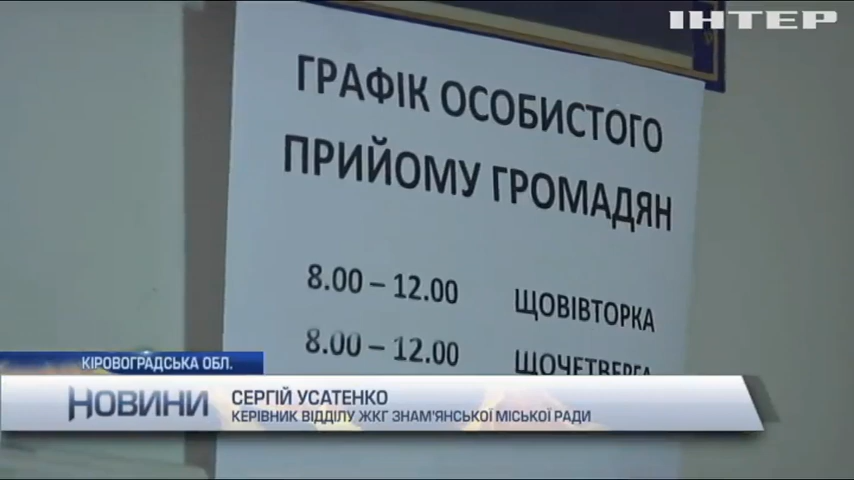 ІНТЕР
ГРАФІК ОСОБИСТОГО
ПРИЙОМУ ГРОМАДЯН
8.00 – 12.00 ЩОВІВТОРКА
8.00 – 12.00 ЩОЧЕТВЕРГА
КІРОВОГРАДСЬКА ОБЛ.
НОВИНИ
СЕРГІЙ УСАТЕНКО
КЕРІВНИК ВІДДІЛУ ЖКГ ЗНАМ'ЯНСЬКОЇ МІСЬКОЇ РАДИ